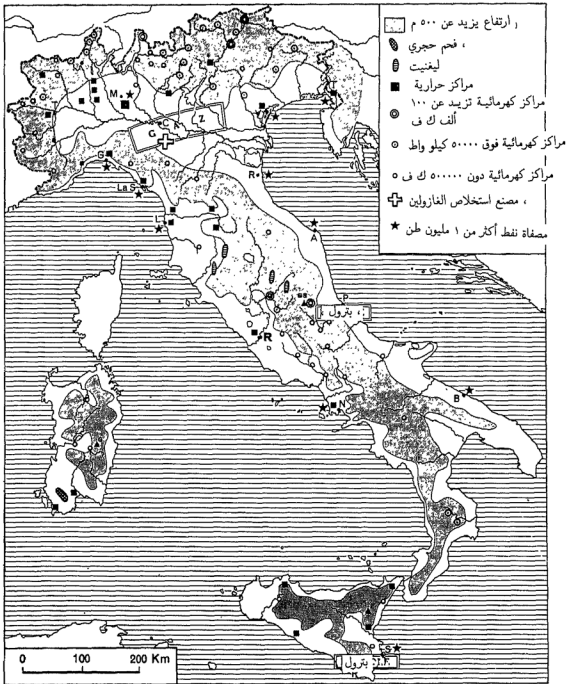 ارتفاع يزيد عن ٥٠٠ م
فحم حجري ،
ليغنيت
مراكز حرارية
مراكز كهرمائية تزيد عن ١٠٠
ألف ك ف
مراكز كهرمائية فوق ٥٠٠٠٠ كيلو واط
مراكز كهرمائية دون ٥٠٠٠٠٠ ك ف
مصنع استخلاص الغازولين ،
مصفاة نفط أكثر من ١ مليون طن
M
T
V
G C A Z
G
La S
R
L
A
P
بترول ،
R
N
B
P S
بترول
0 100 200 Km